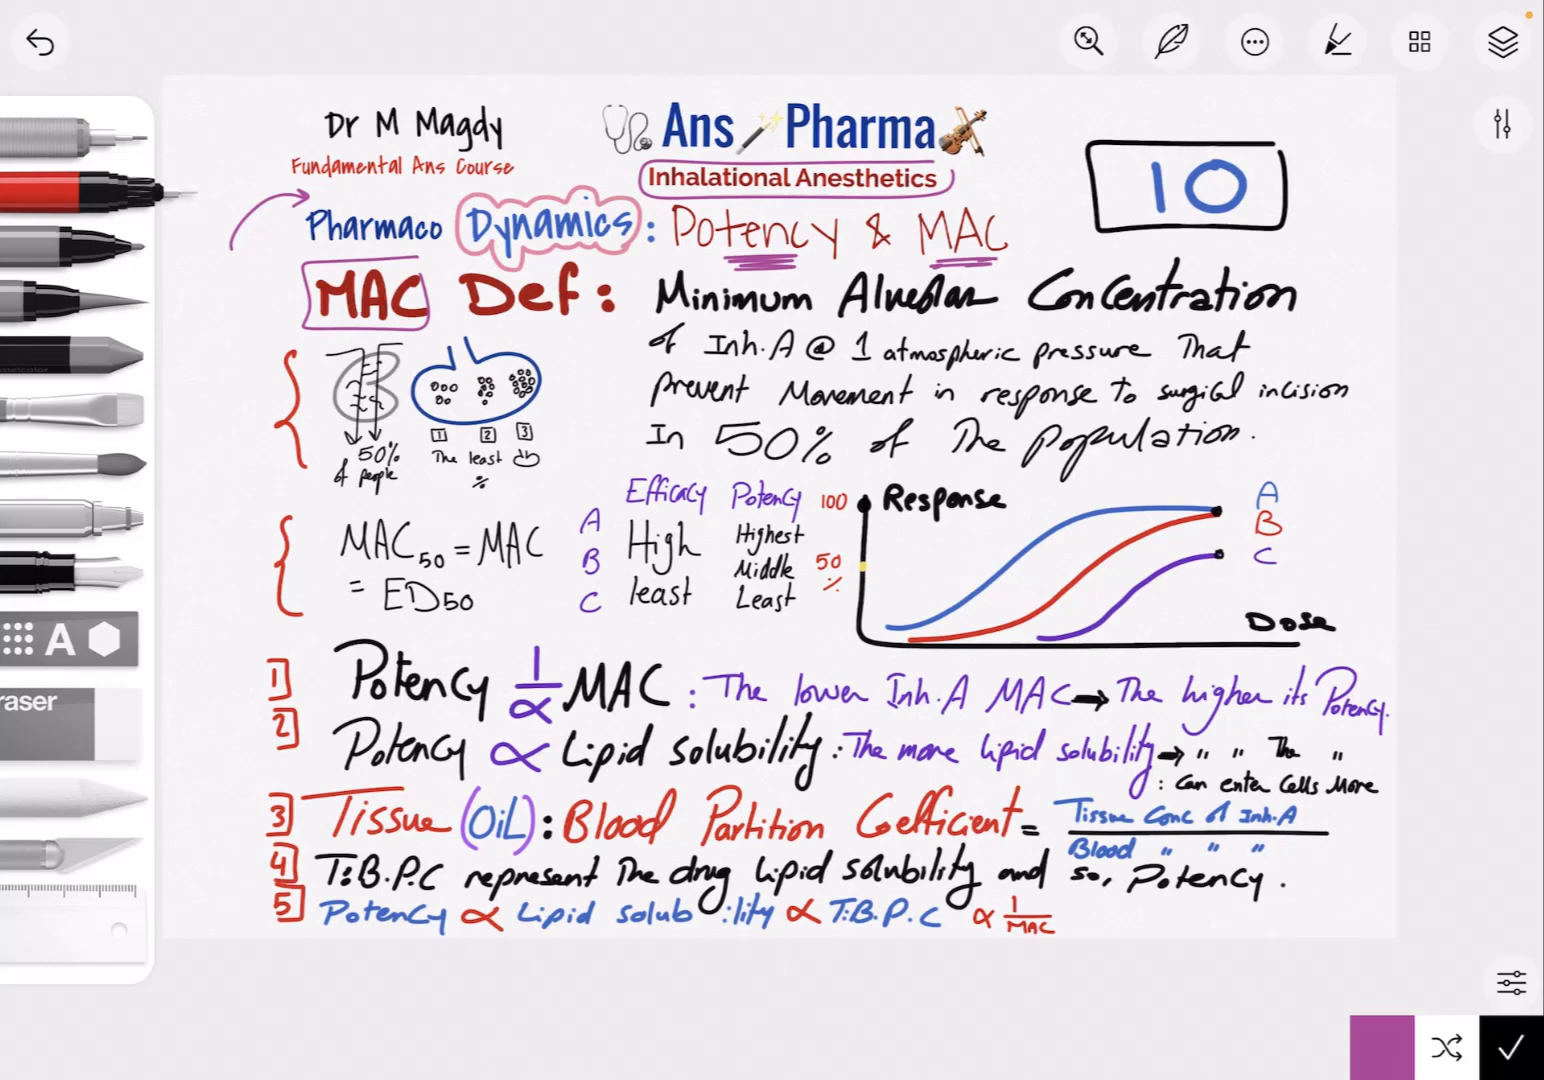 Dr M Magdy
Fundamental Ans Course
Ans Pharma
Inhalational Anesthetics
10
Pharmaco Dynamics: Potency & MAC
MAC Def: Minimum Alveolar Concentration
of Inh.A @ 1 atmospheric pressure That
prevent Movement in response to surgical incision
In 50% of The population.
50%
of people
1 2 3
The least
%
MAC50 = MAC
= ED50
Efficacy Potency
A High Highest
B Middle
C least Least
100 Response
50
%
A
B
C
Dose
1 Potency 1/∝ MAC : The lower Inh.A MAC → The higher its Potency.
2 Potency ∝ Lipid solubility : The more lipid solubility → " " The "
: Can enter Cells More
3 Tissue (OiL) : Blood Partition Coefficient = Tissue Conc of Inh.A
Blood " " "
4 T:B.P.C represent The drug lipid solubility and so, Potency.
5 Potency ∝ Lipid solub:lity ∝ T:B.P.C ∝ 1/MAC
A
raser